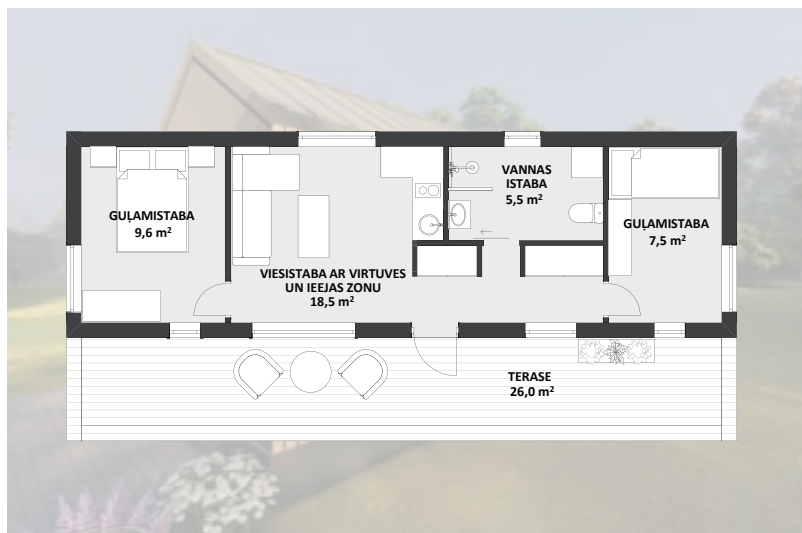 GUĻAMISTABA
9,6 m²
VIESISTABA AR VIRTUVES
UN IEEJAS ZONU
18,5 m²
VANNAS
ISTABA
5,5 m²
GUĻAMISTABA
7,5 m²
TERASE
26,0 m²